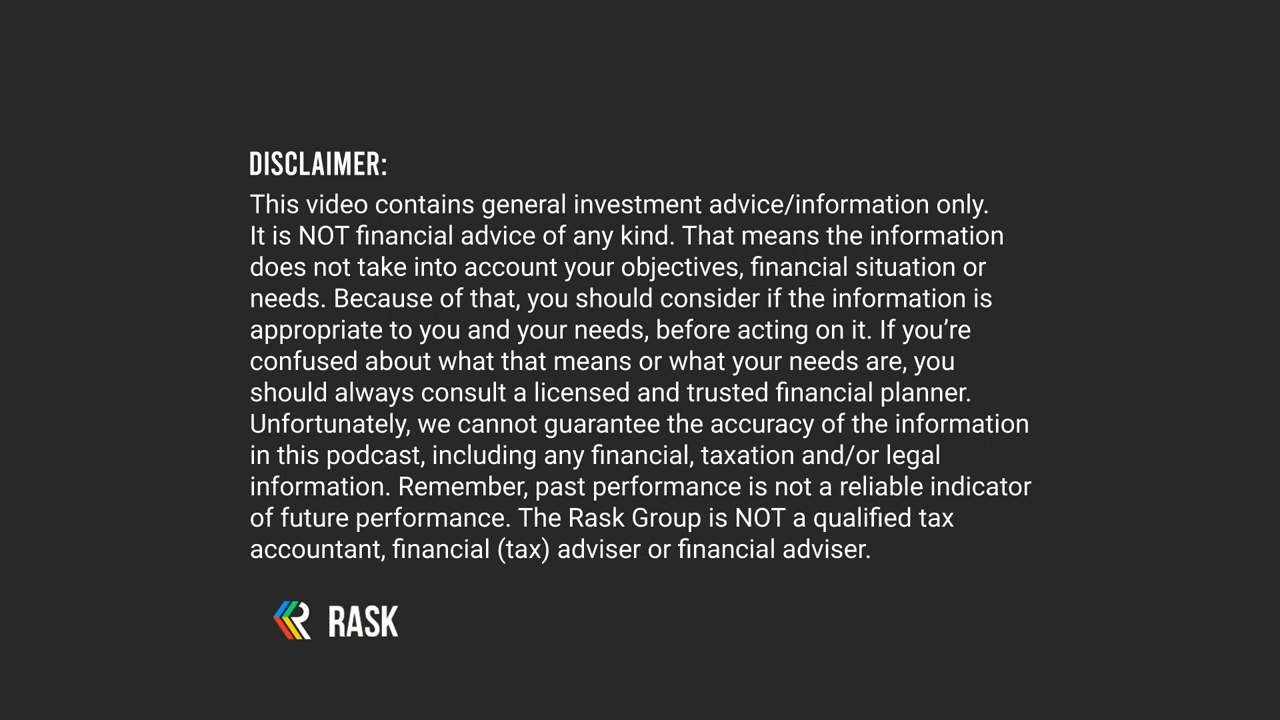 DISCLAIMER:
This video contains general investment advice/information only.
It is NOT financial advice of any kind. That means the information
does not take into account your objectives, financial situation or
needs. Because of that, you should consider if the information is
appropriate to you and your needs, before acting on it. If you’re
confused about what that means or what your needs are, you
should always consult a licensed and trusted financial planner.
Unfortunately, we cannot guarantee the accuracy of the information
in this podcast, including any financial, taxation and/or legal
information. Remember, past performance is not a reliable indicator
of future performance. The Rask Group is NOT a qualified tax
accountant, financial (tax) adviser or financial adviser.
RASK